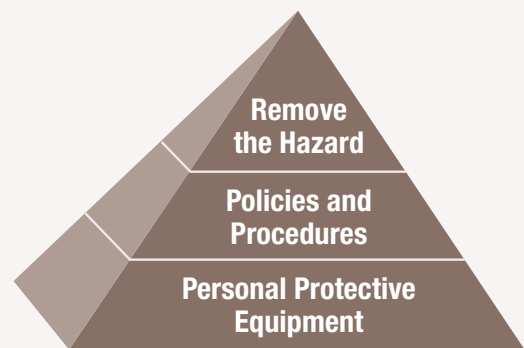 Remove
the Hazard
Policies and
Procedures
Personal Protective
Equipment